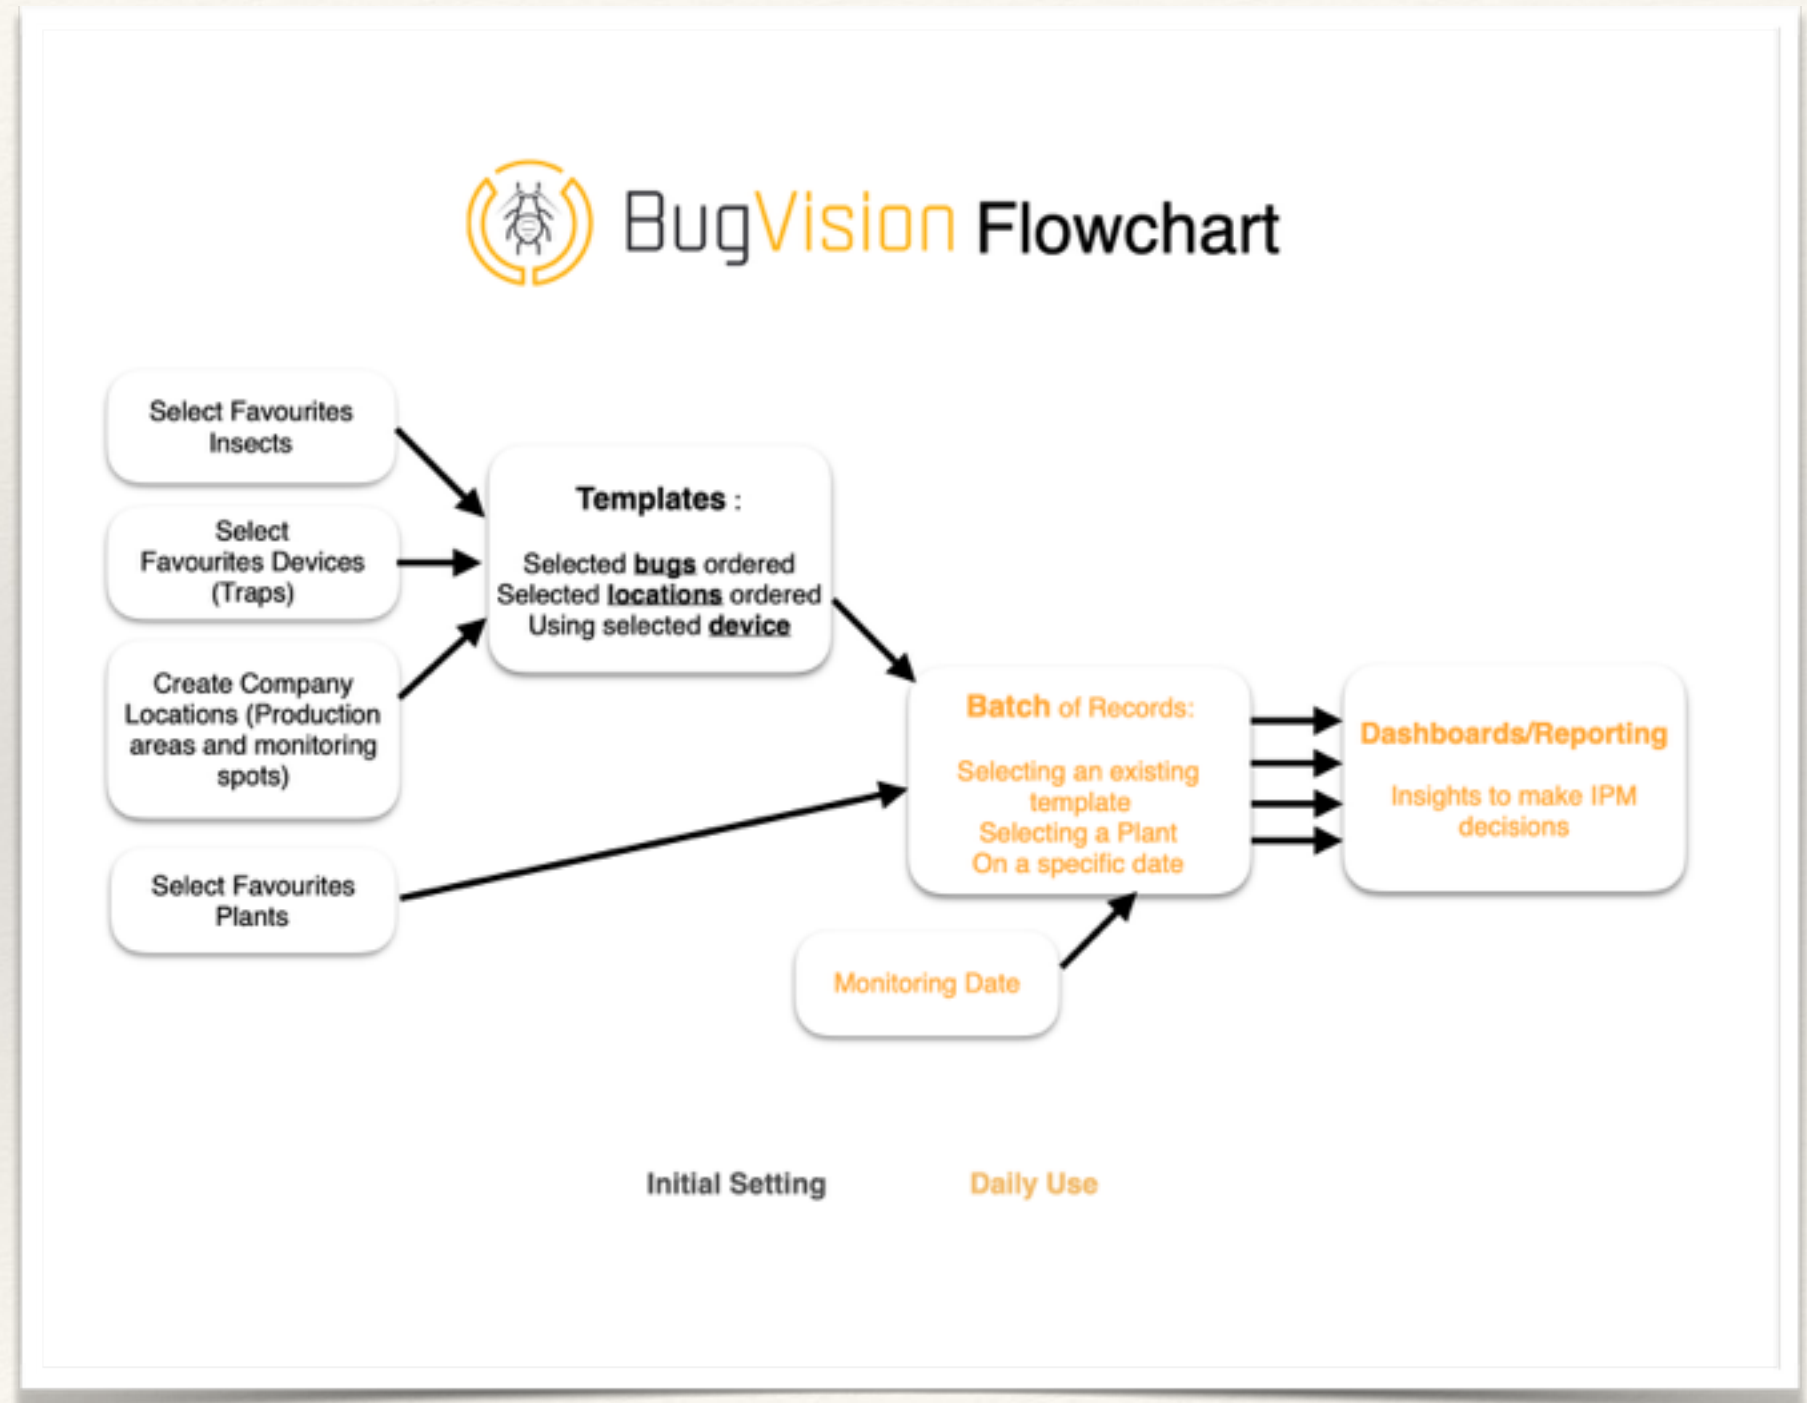 BugVision Flowchart
Select Favourites
Insects
Select
Favourites Devices
(Traps)
Create Company
Locations (Production
areas and monitoring
spots)
Select Favourites
Plants
Templates :
Selected bugs ordered
Selected locations ordered
Using selected device
Batch of Records:
Selecting an existing
template
Selecting a Plant
On a specific date
Monitoring Date
Dashboards/Reporting
Insights to make IPM
decisions
Initial Setting
Daily Use